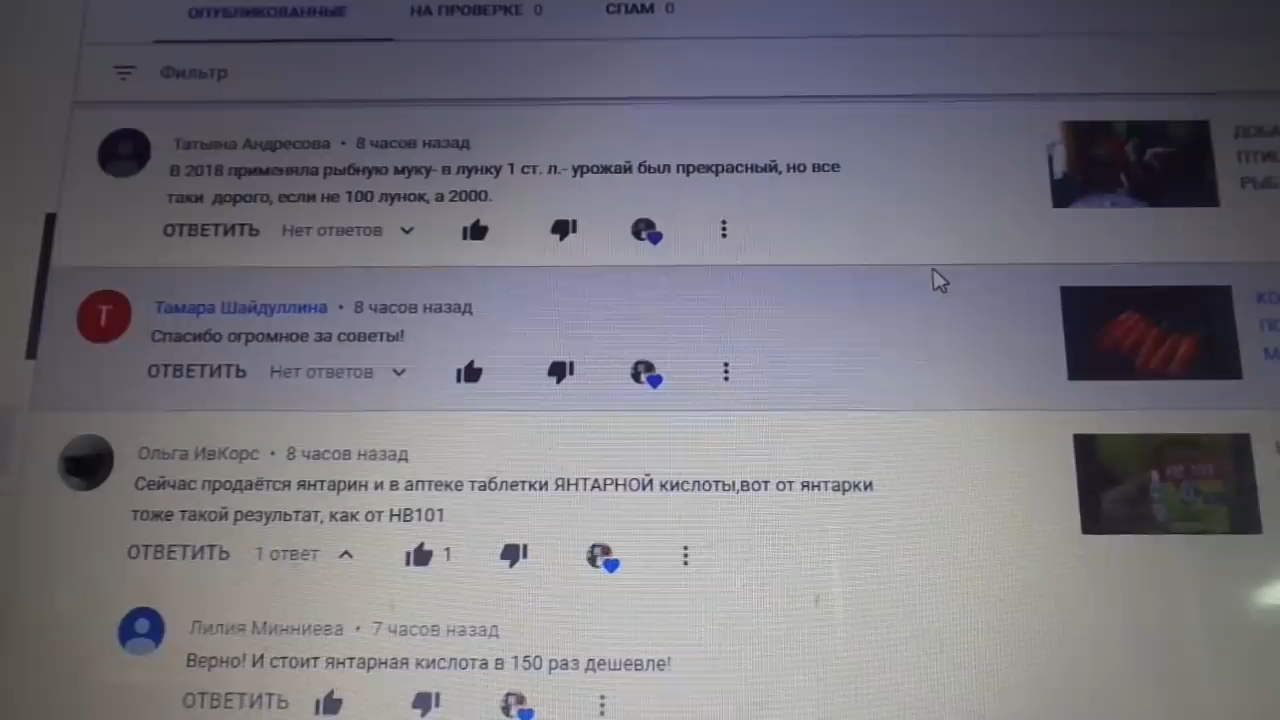 ОПУБЛИКОВАННЫЕ НА ПРОВЕРКЕ 0 СПАМ 0
Фильтр
Татьяна Андресова • 8 часов назад
В 2018 применяла рыбную муку- в лунку 1 ст. л.- урожай был прекрасный, но все
таки дорого, если не 100 лунок, а 2000.
ОТВЕТИТЬ Нет ответов
Т
Тамара Шайдуллина • 8 часов назад
Спасибо огромное за советы!
ОТВЕТИТЬ Нет ответов
Ольга ИвКорс • 8 часов назад
Сейчас продаётся янтарин и в аптеке таблетки ЯНТАРНОЙ кислоты,вот от янтарки
тоже такой результат, как от НВ101
ОТВЕТИТЬ 1 ответ 1
Лилия Минниева • 7 часов назад
Верно! И стоит янтарная кислота в 150 раз дешевле!
ОТВЕТИТЬ